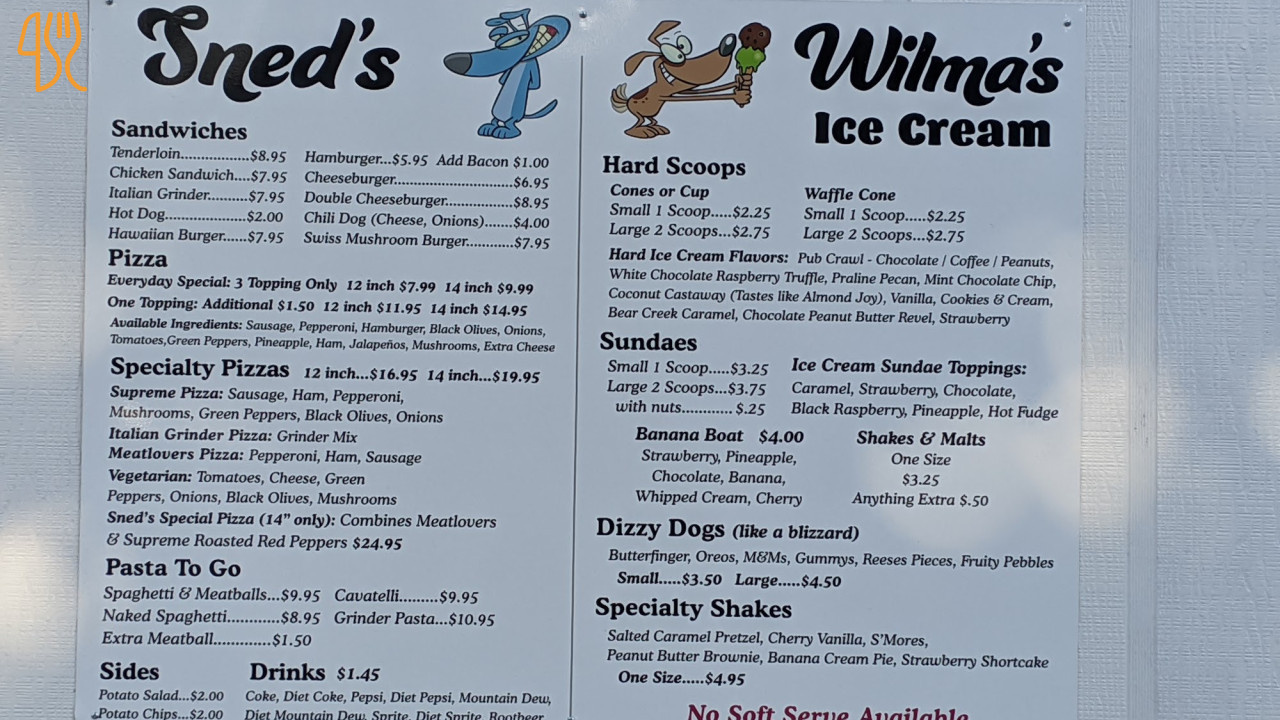 Sned's
Sandwiches
Tenderloin.................$8.95
Chicken Sandwich....$7.95
Italian Grinder..........$7.95
Hot Dog....................$2.00
Hawaiian Burger......$7.95
Hamburger...$5.95 Add Bacon $1.00
Cheeseburger..............................$6.95
Double Cheeseburger.................$8.95
Chili Dog (Cheese, Onions).......$4.00
Swiss Mushroom Burger............$7.95
Pizza
Everyday Special: 3 Topping Only 12 inch $7.99 14 inch $9.99
One Topping: Additional $1.50 12 inch $11.95 14 inch $14.95
Available Ingredients: Sausage, Pepperoni, Hamburger, Black Olives, Onions,
Tomatoes,Green Peppers, Pineapple, Ham, Jalapeños, Mushrooms, Extra Cheese
Specialty Pizzas 12 inch...$16.95 14 inch...$19.95
Supreme Pizza: Sausage, Ham, Pepperoni,
Mushrooms, Green Peppers, Black Olives, Onions
Italian Grinder Pizza: Grinder Mix
Meatlovers Pizza: Pepperoni, Ham, Sausage
Vegetarian: Tomatoes, Cheese, Green
Peppers, Onions, Black Olives, Mushrooms
Sned's Special Pizza (14" only): Combines Meatlovers
& Supreme Roasted Red Peppers $24.95
Pasta To Go
Spaghetti & Meatballs...$9.95
Naked Spaghetti.............$8.95
Extra Meatball.............$1.50
Cavatelli.........$9.95
Grinder Pasta...$10.95
Sides
Potato Salad...$2.00
Potato Chips...$2.00
Drinks $1.45
Coke, Diet Coke, Pepsi, Diet Pepsi, Mountain Dew,
Diet Mountain Dew, Sprite, Diet Sprite, Rootbeer
Wilma's
Ice Cream
Hard Scoops
Cones or Cup
Small 1 Scoop.....$2.25
Large 2 Scoops...$2.75
Waffle Cone
Small 1 Scoop.....$2.25
Large 2 Scoops...$2.75
Hard Ice Cream Flavors: Pub Crawl - Chocolate / Coffee / Peanuts,
White Chocolate Raspberry Truffle, Praline Pecan, Mint Chocolate Chip,
Coconut Castaway (Tastes like Almond Joy), Vanilla, Cookies & Cream,
Bear Creek Caramel, Chocolate Peanut Butter Revel, Strawberry
Sundaes
Small 1 Scoop.....$3.25
Large 2 Scoops...$3.75
with nuts............ $.25
Ice Cream Sundae Toppings:
Caramel, Strawberry, Chocolate,
Black Raspberry, Pineapple, Hot Fudge
Banana Boat $4.00
Strawberry, Pineapple,
Chocolate, Banana,
Whipped Cream, Cherry
Shakes & Malts
One Size
$3.25
Anything Extra $.50
Dizzy Dogs (like a blizzard)
Butterfinger, Oreos, M&Ms, Gummys, Reeses Pieces, Fruity Pebbles
Small.....$3.50 Large.....$4.50
Specialty Shakes
Salted Caramel Pretzel, Cherry Vanilla, S'Mores,
Peanut Butter Brownie, Banana Cream Pie, Strawberry Shortcake
One Size.....$4.95
No Soft Serve Available